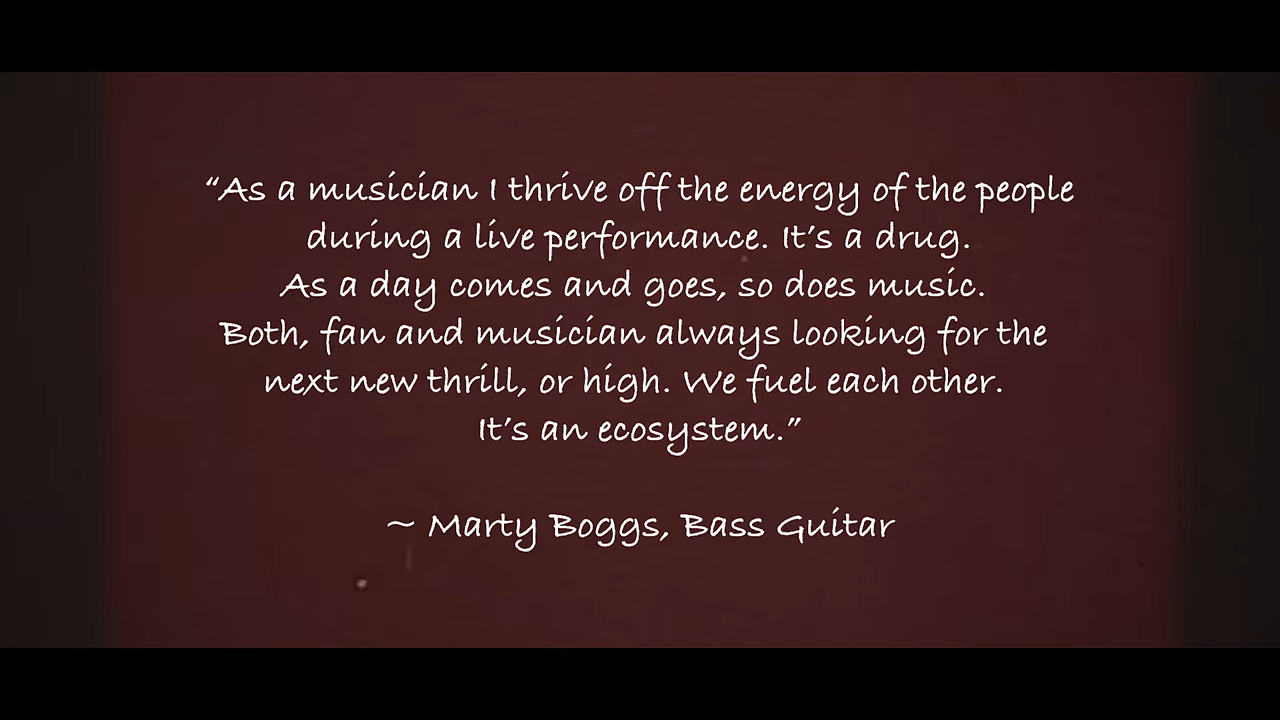 “As a musician I thrive off the energy of the people
during a live performance. It’s a drug.
As a day comes and goes, so does music.
Both, fan and musician always looking for the
next new thrill, or high. We fuel each other.
It’s an ecosystem.”
~ Marty Boggs, Bass Guitar